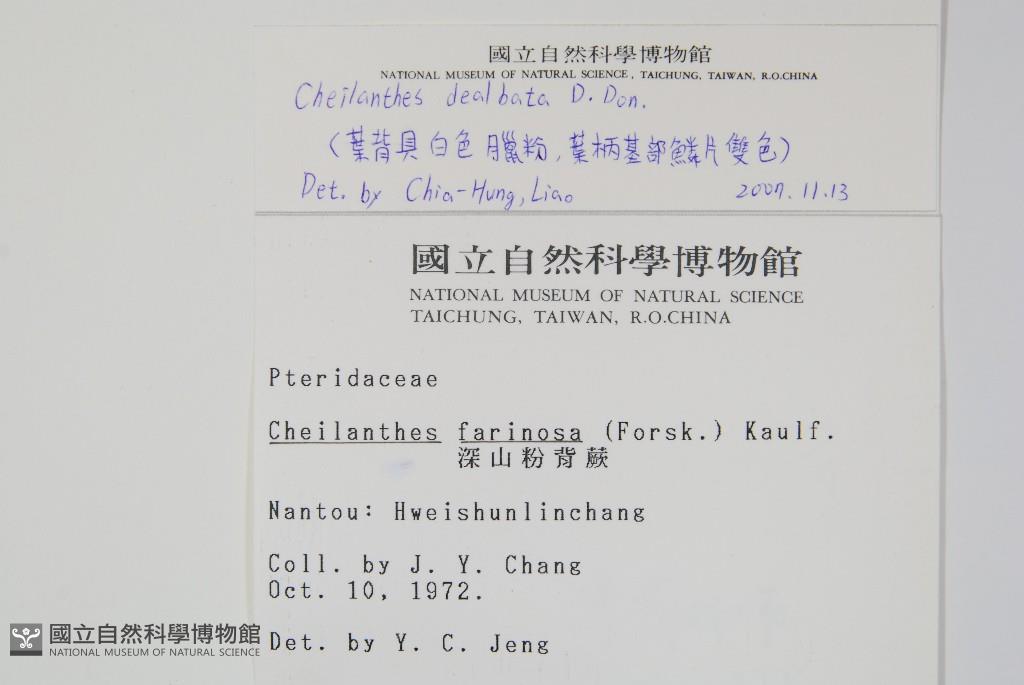 國立自然科學博物館
NATIONAL MUSEUM OF NATURAL SCIENCE, TAICHUNG, TAIWAN, R.O.CHINA
Cheilanthes dealbata D. Don.
(葉背具白色臘粉,葉柄基部鱗片雙色)
Det. by Chia-Hung, Liao 2007.11.13
國立自然科學博物館
NATIONAL MUSEUM OF NATURAL SCIENCE
TAICHUNG, TAIWAN, R.O.CHINA
Pteridaceae
Cheilanthes farinosa (Forsk.) Kaulf.
深山粉背蕨
Nantou: Hweishunlinchang
Coll. by J. Y. Chang
Oct. 10, 1972.
Det. by Y. C. Jeng
國立自然科學博物館
NATIONAL MUSEUM OF NATURAL SCIENCE